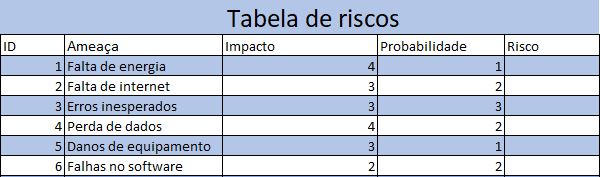 Tabela de riscos
ID Ameaça Impacto Probabilidade Risco
1 Falta de energia 4 1
2 Falta de internet 3 2
3 Erros inesperados 3 3
4 Perda de dados 4 2
5 Danos de equipamento 3 1
6 Falhas no software 2 2